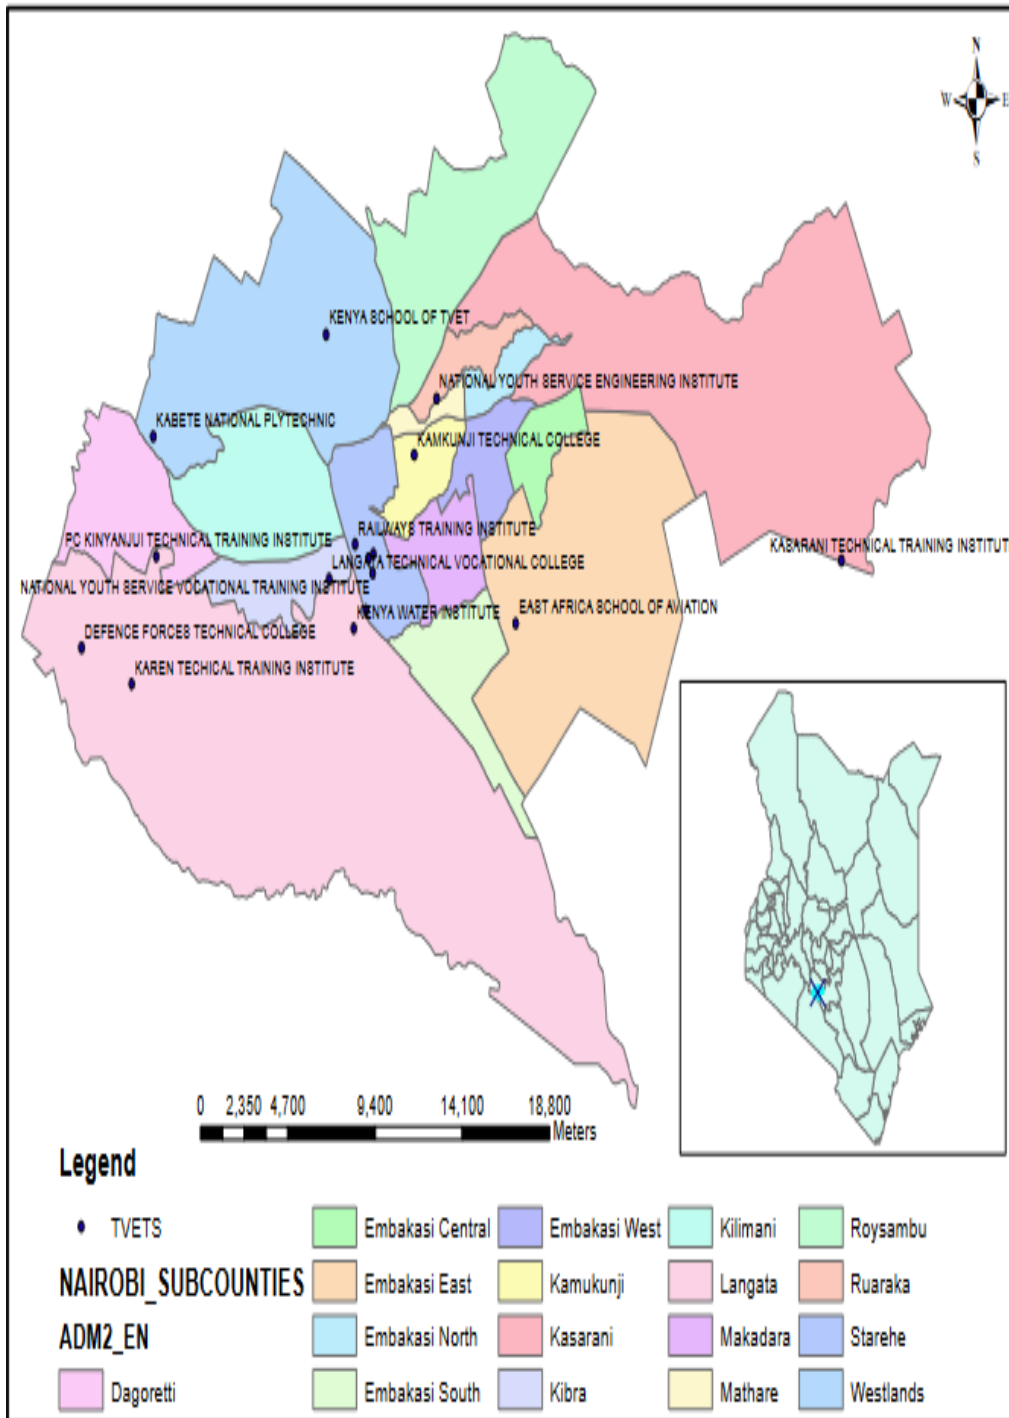 N
W E
S
KENYA SCHOOL OF TVET
NATIONAL YOUTH SERVICE ENGINEERING INSTITUTE
KABETE NATIONAL PLYTECHNIC
KAMKUNJI TECHNICAL COLLEGE
RAILWAYS TRAINING INSTITUTE
PC KINYANJUI TECHNICAL TRAINING INSTITUTE
KASARANI TECHNICAL TRAINING INSTITUT
LANGATA TECHNICAL VOCATIONAL COLLEGE
NATIONAL YOUTH SERVICE VOCATIONAL TRAINING INSTITUTE
KENYA WATER INSTITUTE
EAST AFRICA SCHOOL OF AVIATION
DEFENCE FORCES TECHNICAL COLLEGE
KAREN TECHICAL TRAINING INSTITUTE
0 2,350 4,700 9,400 14,100 18,800
Meters
Legend
TVETS
NAIROBI_SUBCOUNTIES
ADM2_EN
Dagoretti
Embakasi Central
Embakasi East
Embakasi North
Embakasi South
Embakasi West
Kamukunji
Kasarani
Kibra
Kilimani
Langata
Makadara
Mathare
Roysambu
Ruaraka
Starehe
Westlands